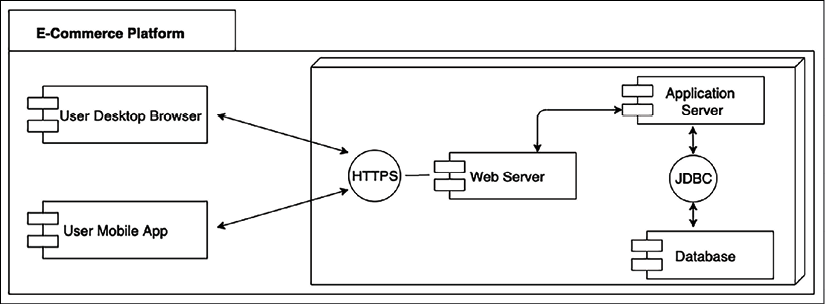 E-Commerce Platform
User Desktop Browser
User Mobile App
HTTPS
Web Server
Application
Server
JDBC
Database